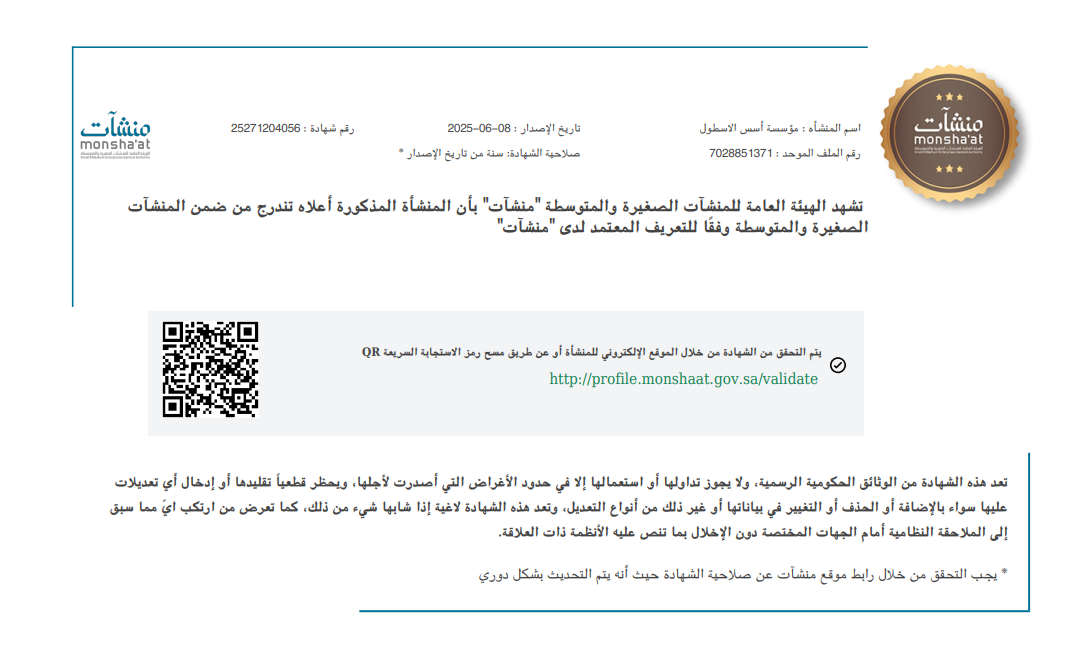 منشآت
monsha'at
اسم المنشأه : مؤسسة أسس الاسطول
تاريخ الإصدار : 08-06-2025
رقم شهادة : 25271204056
منشآت
monsha'at
رقم الملف الموحد : 7028851371
صلاحية الشهادة: سنة من تاريخ الإصدار *
تشهد الهيئة العامة للمنشآت الصغيرة والمتوسطة "منشآت" بأن المنشأة المذكورة أعلاه تندرج من ضمن المنشآت
الصغيرة والمتوسطة وفقًا للتعريف المعتمد لدى "منشآت"
يتم التحقق من الشهادة من خلال الموقع الإلكتروني للمنشأة أو عن طريق مسح رمز الاستجابة السريعة QR
http://profile.monshaat.gov.sa/validate
تعد هذه الشهادة من الوثائق الحكومية الرسمية، ولا يجوز تداولها أو استعمالها إلا في حدود الأغراض التي أصدرت لأجلها، ويحظر قطعياً تقليدها أو إدخال أي تعديلات
عليها سواء بالإضافة أو الحذف أو التغيير في بياناتها أو غير ذلك من أنواع التعديل، وتعد هذه الشهادة لاغية إذا شابها شيء من ذلك، كما تعرض من ارتكب ايً مما سبق
إلى الملاحقة النظامية أمام الجهات المختصة دون الإخلال بما تنص عليه الأنظمة ذات العلاقة.
* يجب التحقق من خلال رابط موقع منشآت عن صلاحية الشهادة حيث أنه يتم التحديث بشكل دوري